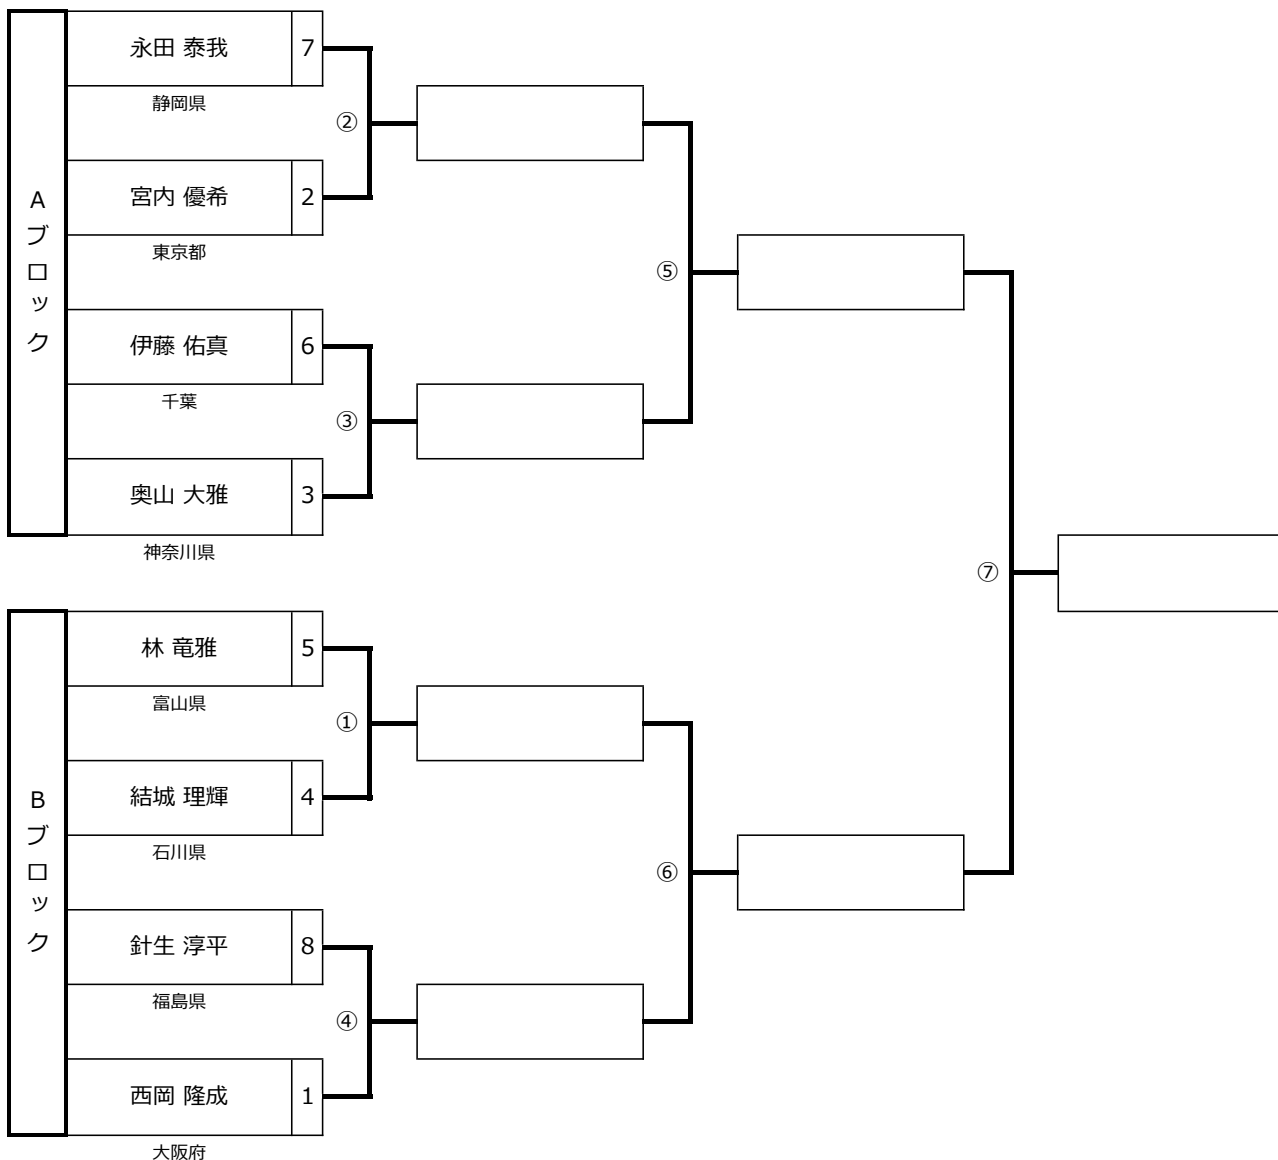 Aブロック
永田 泰我 7
静岡県
②
宮内 優希 2
東京都
⑤
伊藤 佑真 6
千葉
③
奥山 大雅 3
神奈川県
⑦
Bブロック
林 竜雅 5
富山県
①
結城 理輝 4
石川県
⑥
針生 淳平 8
福島県
④
西岡 隆成 1
大阪府